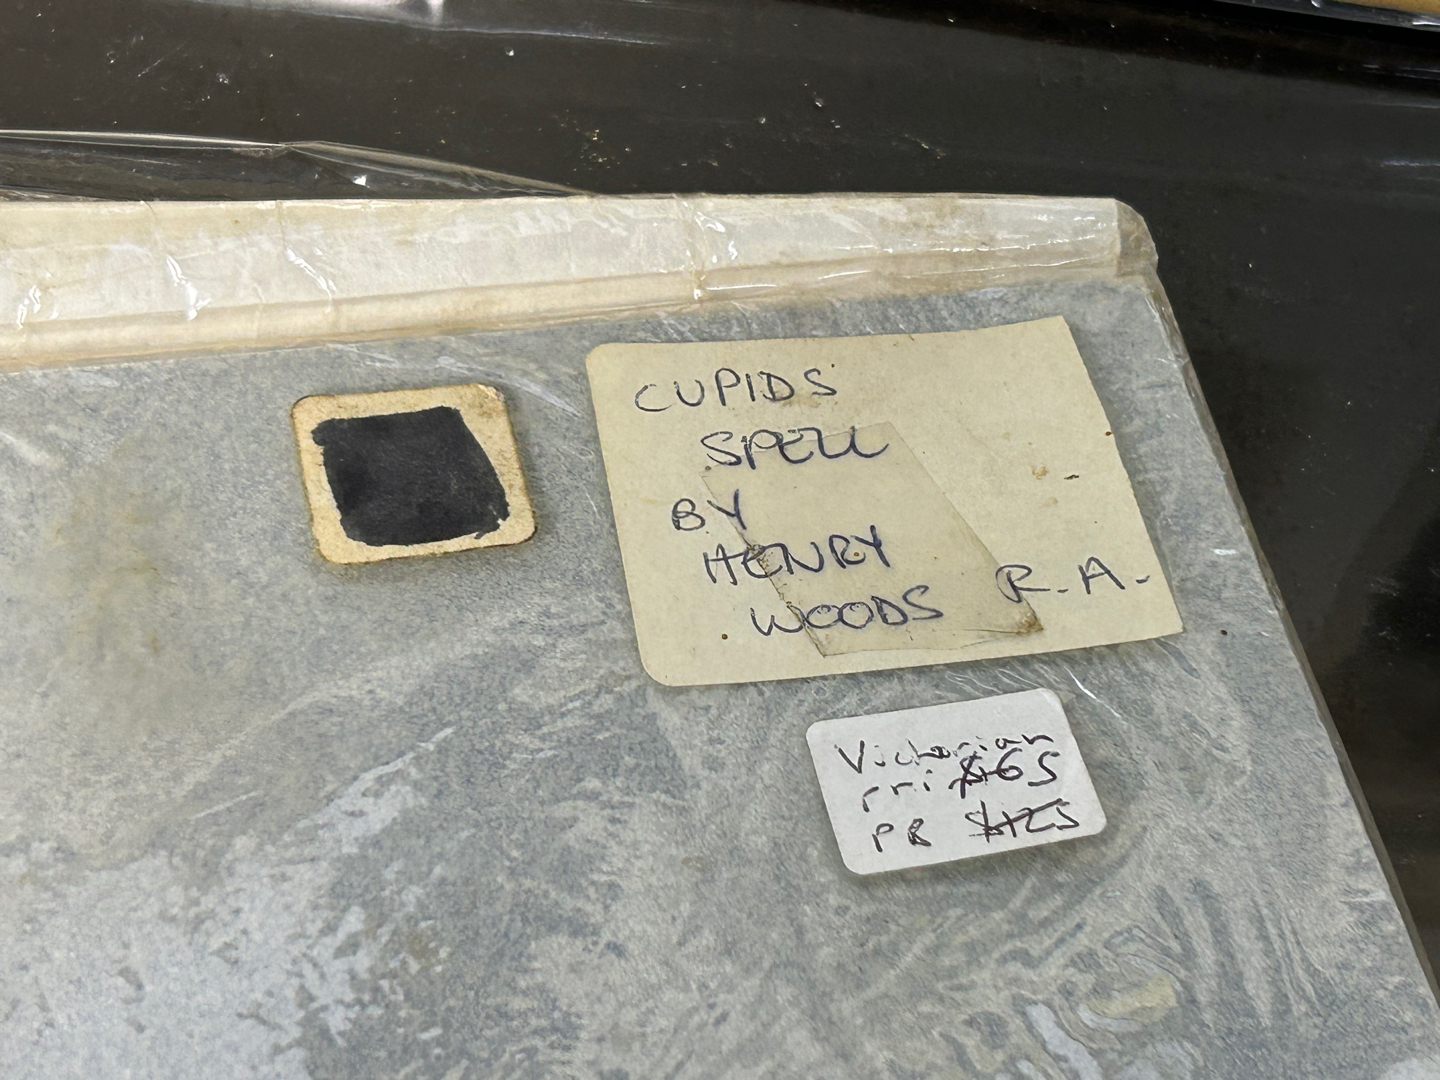 CUPIDS
SPELL
BY
HENRY
WOODS R.A.
Victorian
$65
PR $125